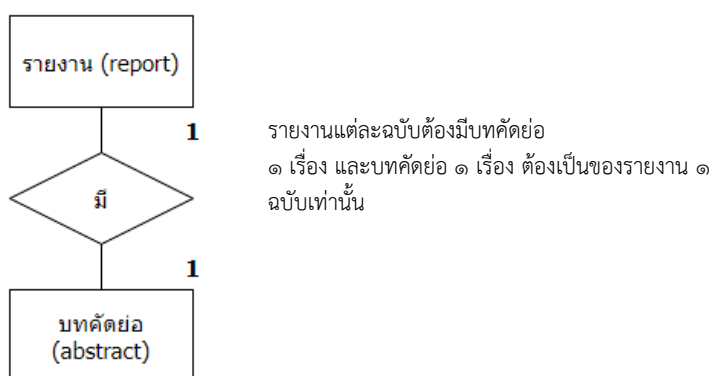 รายงาน (report)
1
รายงานแต่ละฉบับต้องมีบทคัดย่อ
๑ เรื่อง และบทคัดย่อ ๑ เรื่อง ต้องเป็นของรายงาน ๑
ฉบับเท่านั้น
มี
1
บทคัดย่อ
(abstract)